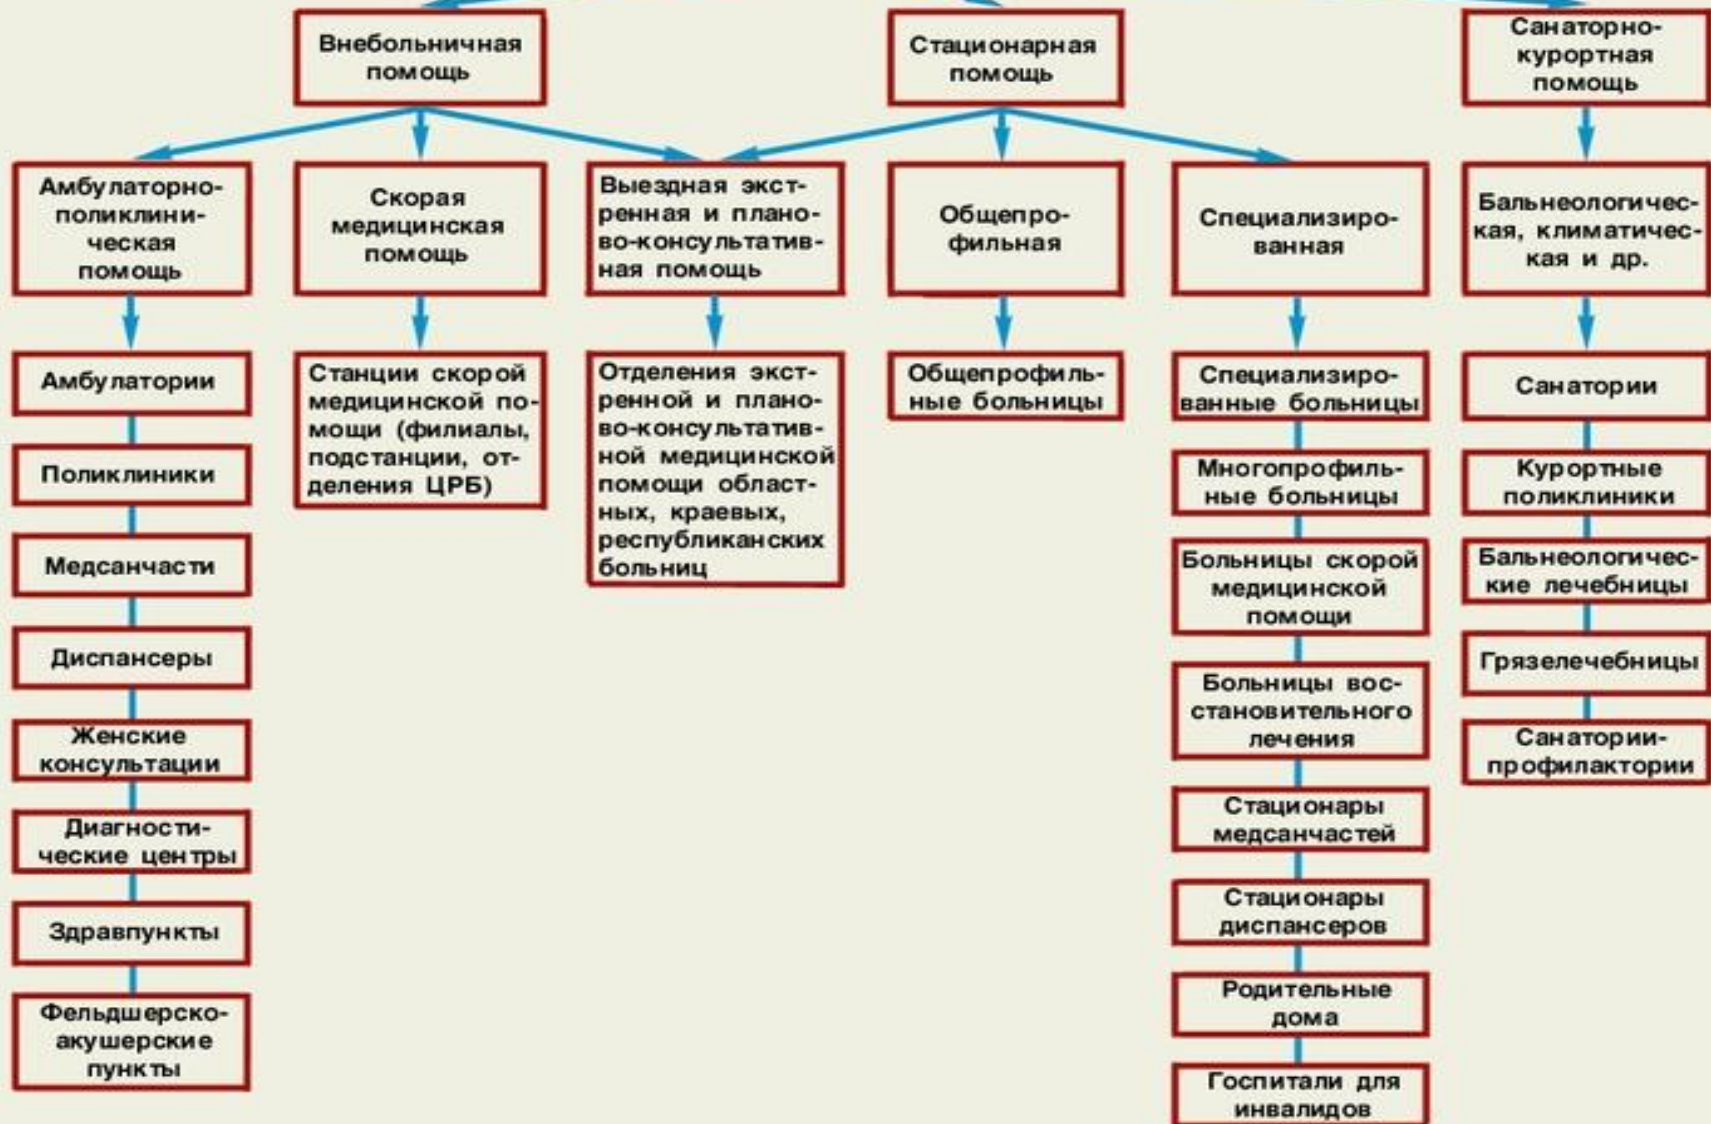 Внебольничная
помощь
Стационарная
помощь
Санаторно-
курортная
помощь
Амбулаторно-
поликлини-
ческая
помощь
Скорая
медицинская
помощь
Выездная экст-
ренная и плано-
во-консультатив-
ная помощь
Общепро-
фильная
Специализиро-
ванная
Бальнеологичес-
кая, климатичес-
кая и др.
Амбулатории
Поликлиники
Медсанчасти
Диспансеры
Женские
консультации
Диагности-
ческие центры
Здравпункты
Фельдшерско-
акушерские
пункты
Станции скорой
медицинской по-
мощи (филиалы,
подстанции, от-
деления ЦРБ)
Отделения экст-
ренной и плано-
во-консультатив-
ной медицинской
помощи област-
ных, краевых,
республиканских
больниц
Общепрофиль-
ные больницы
Специализиро-
ванные больницы
Многопрофиль-
ные больницы
Больницы скорой
медицинской
помощи
Больницы вос-
становительного
лечения
Стационары
медсанчастей
Стационары
диспансеров
Родительные
дома
Госпитали для
инвалидов
Санатории
Курортные
поликлиники
Бальнеологичес-
кие лечебницы
Грязелечебницы
Санатории-
профилактории